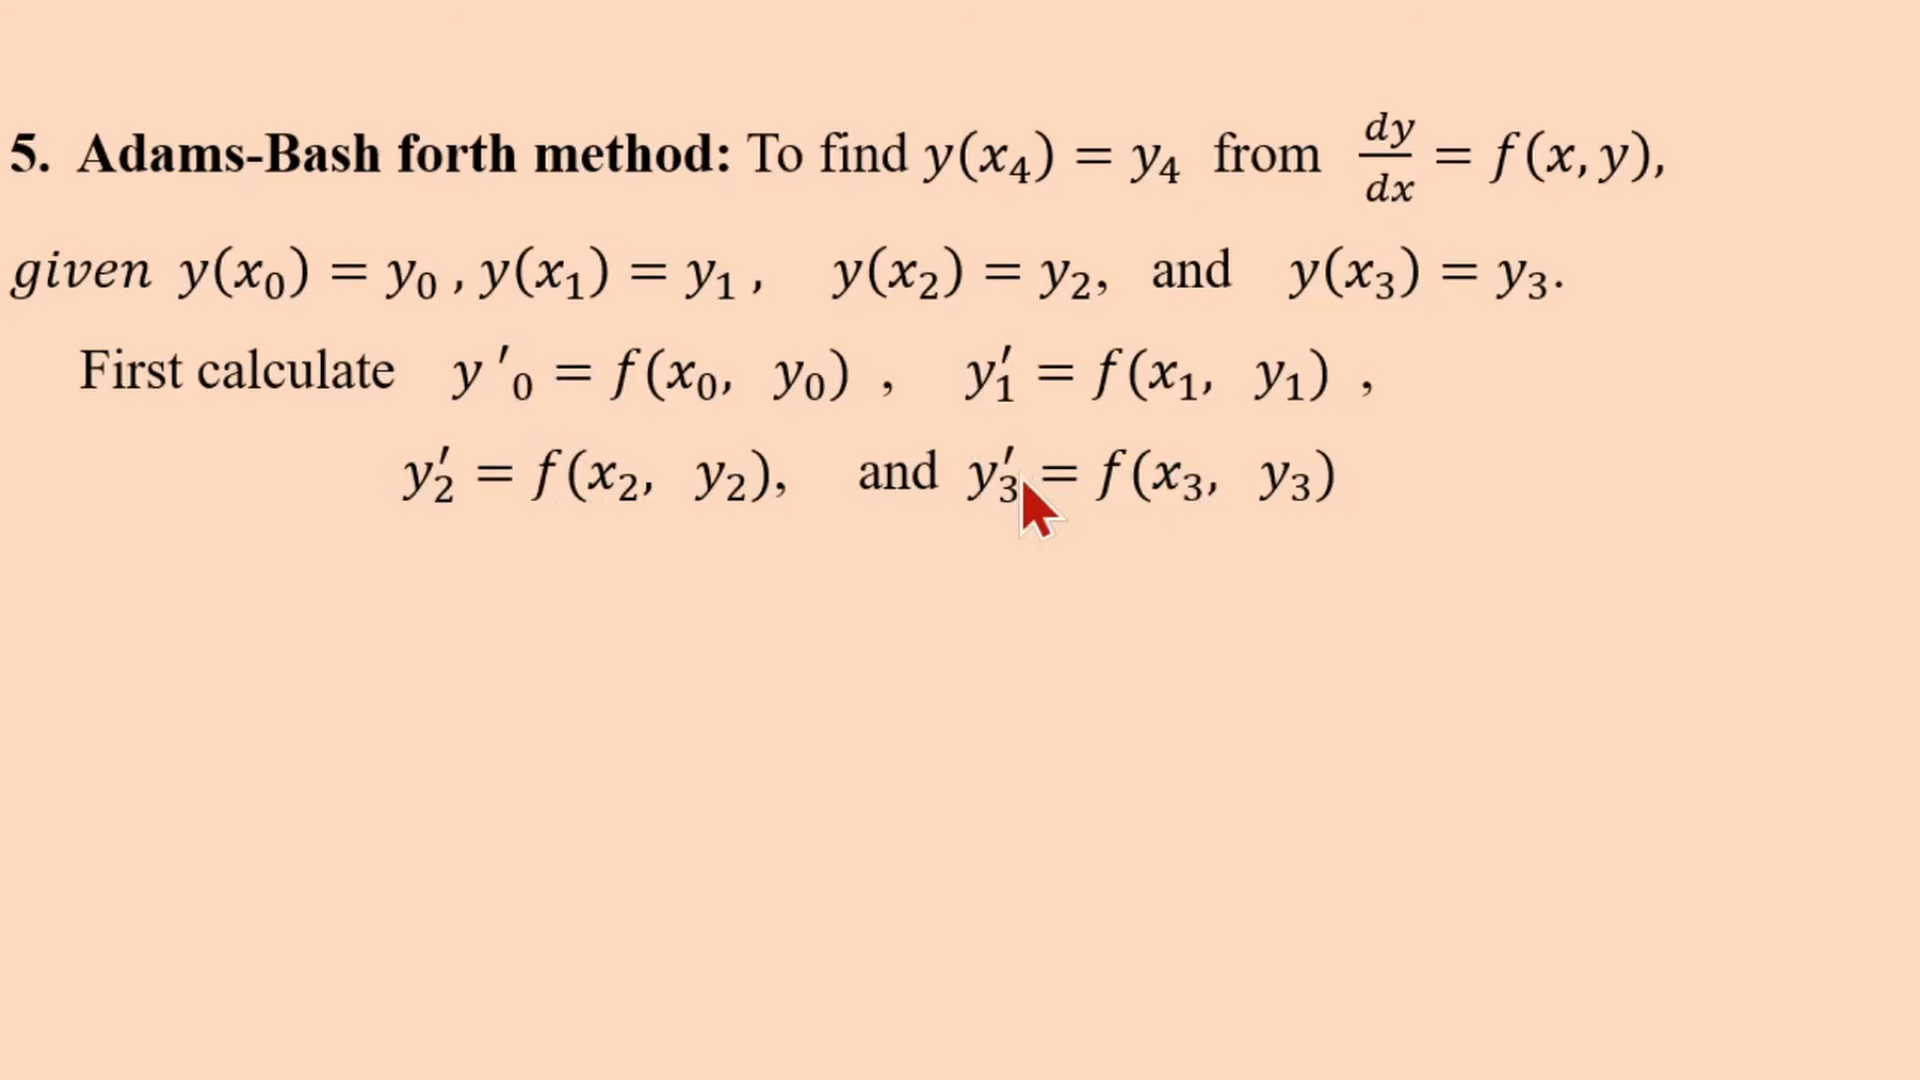 5. Adams-Bash forth method: To find y(x₄) = y₄ from dy/dx = f(x, y),
given y(x₀) = y₀ , y(x₁) = y₁ , y(x₂) = y₂, and y(x₃) = y₃.
First calculate y ′₀ = f(x₀, y₀) , y′₁ = f(x₁, y₁) ,
y′₂ = f(x₂, y₂), and y′₃ = f(x₃, y₃)